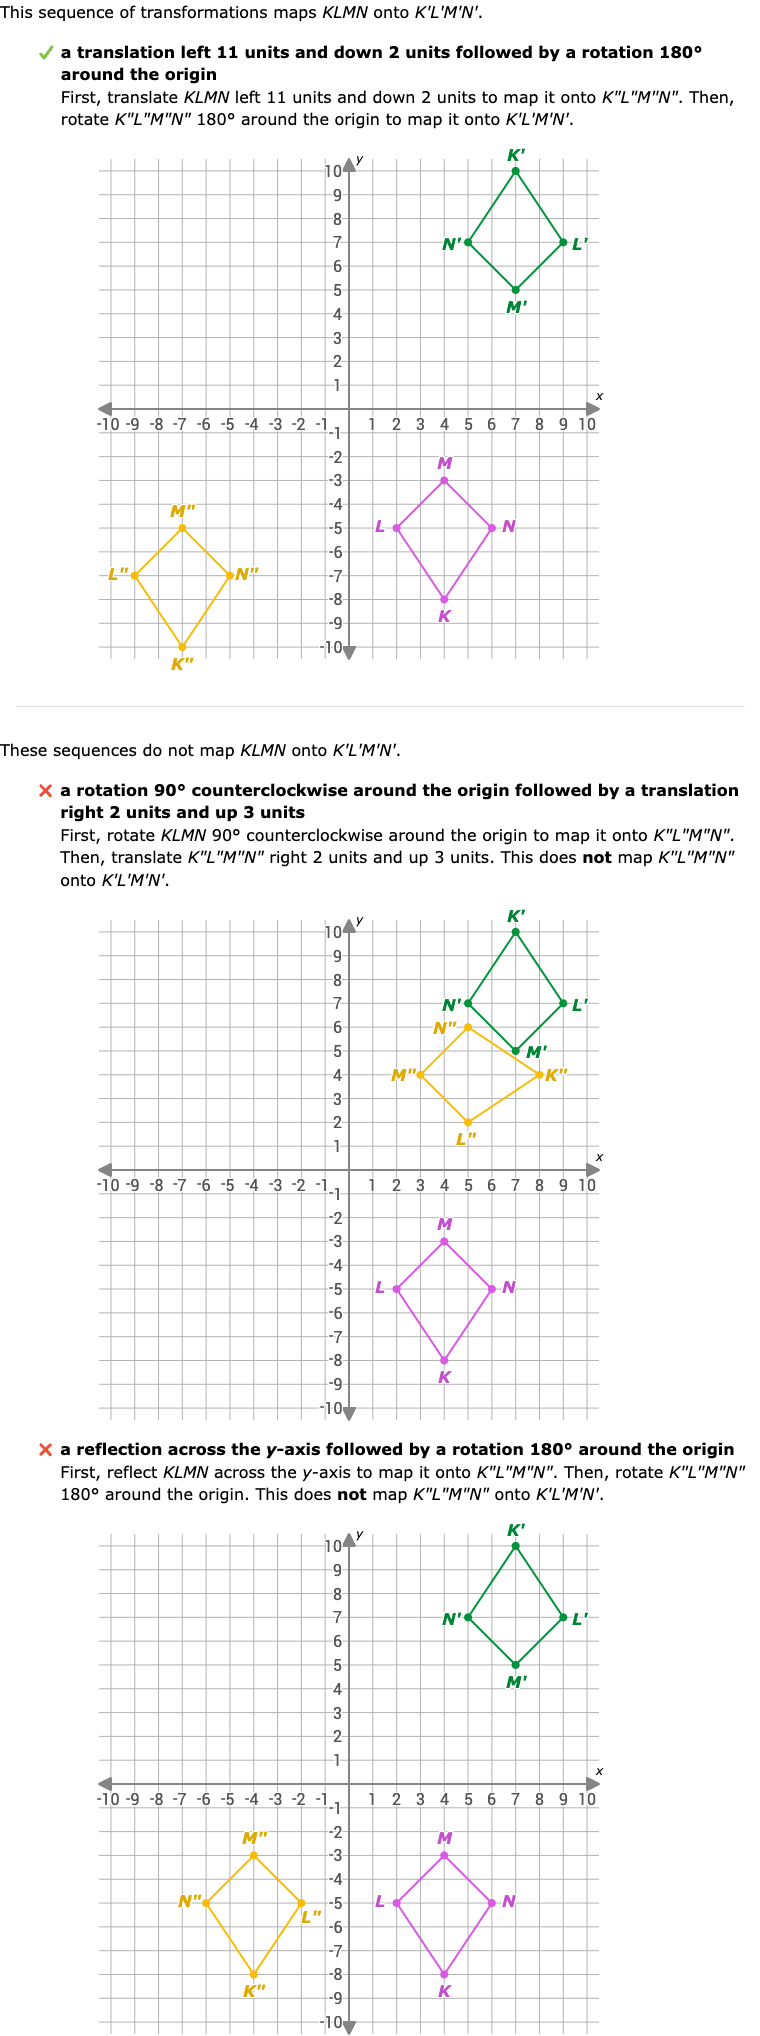 This sequence of transformations maps KLMN onto K'L'M'N'.
a translation left 11 units and down 2 units followed by a rotation 180°
around the origin
First, translate KLMN left 11 units and down 2 units to map it onto K"L"M"N". Then,
rotate K"L"M"N" 180° around the origin to map it onto K'L'M'N'.
K'
y
10
9
8
7
N'
L'
6
5
M'
4
3
2
1
x
-10 -9 -8 -7 -6 -5 -4 -3 -2 -1 1 2 3 4 5 6 7 8 9 10
-1
-2
M
-3
-4
M"
-5
L
N
-6
L"
N"
-7
-8
K
-9
-10
K"
These sequences do not map KLMN onto K'L'M'N'.
a rotation 90° counterclockwise around the origin followed by a translation
right 2 units and up 3 units
First, rotate KLMN 90° counterclockwise around the origin to map it onto K"L"M"N".
Then, translate K"L"M"N" right 2 units and up 3 units. This does not map K"L"M"N"
onto K'L'M'N'.
K'
y
10
9
8
7
N'
L'
6
N"
5
M'
4
M"
K"
3
2
L"
1
x
-10 -9 -8 -7 -6 -5 -4 -3 -2 -1 1 2 3 4 5 6 7 8 9 10
-1
-2
M
-3
-4
-5
L
N
-6
-7
-8
K
-9
-10
a reflection across the y-axis followed by a rotation 180° around the origin
First, reflect KLMN across the y-axis to map it onto K"L"M"N". Then, rotate K"L"M"N"
180° around the origin. This does not map K"L"M"N" onto K'L'M'N'.
K'
y
10
9
8
7
N'
L'
6
5
M'
4
3
2
1
x
-10 -9 -8 -7 -6 -5 -4 -3 -2 -1 1 2 3 4 5 6 7 8 9 10
-1
-2
M"
M
-3
-4
N"
-5
L
N
L"
-6
-7
-8
K"
K
-9
-10